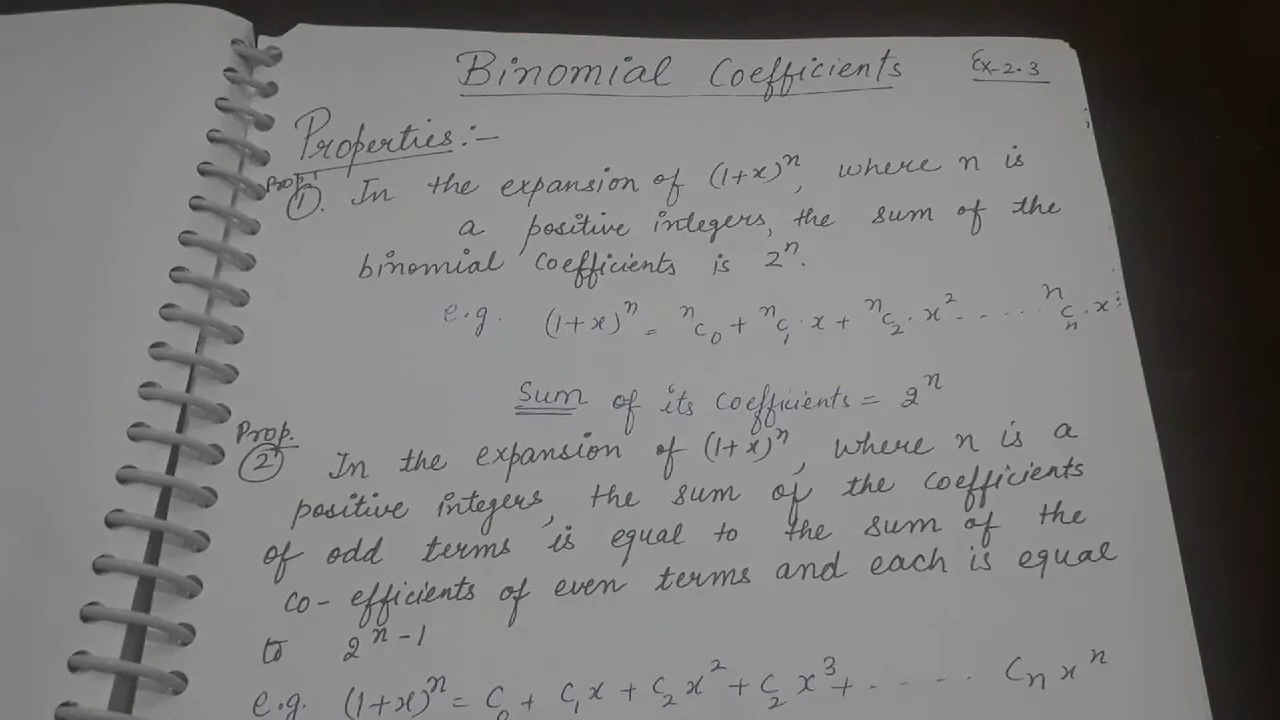 Binomial Coefficients Ex-2.3
Properties:-
Prop. ①. In the expansion of (1+x)ⁿ, where n is
a positive integers, the sum of the
binomial coefficients is 2ⁿ.
e.g. (1+x)ⁿ = ⁿC₀ + ⁿC₁·x + ⁿC₂·x² ..... ⁿCₙ·x
Sum of its coefficients = 2ⁿ
Prop.
② In the expansion of (1+x)ⁿ, where n is a
positive integers, the sum of the coefficients
of odd terms is equal to the sum of the
co-efficients of even terms and each is equal
to 2ⁿ⁻¹
e.g. (1+x)ⁿ = C₀ + C₁x + C₂x² + C₂x³ + ..... Cₙxⁿ